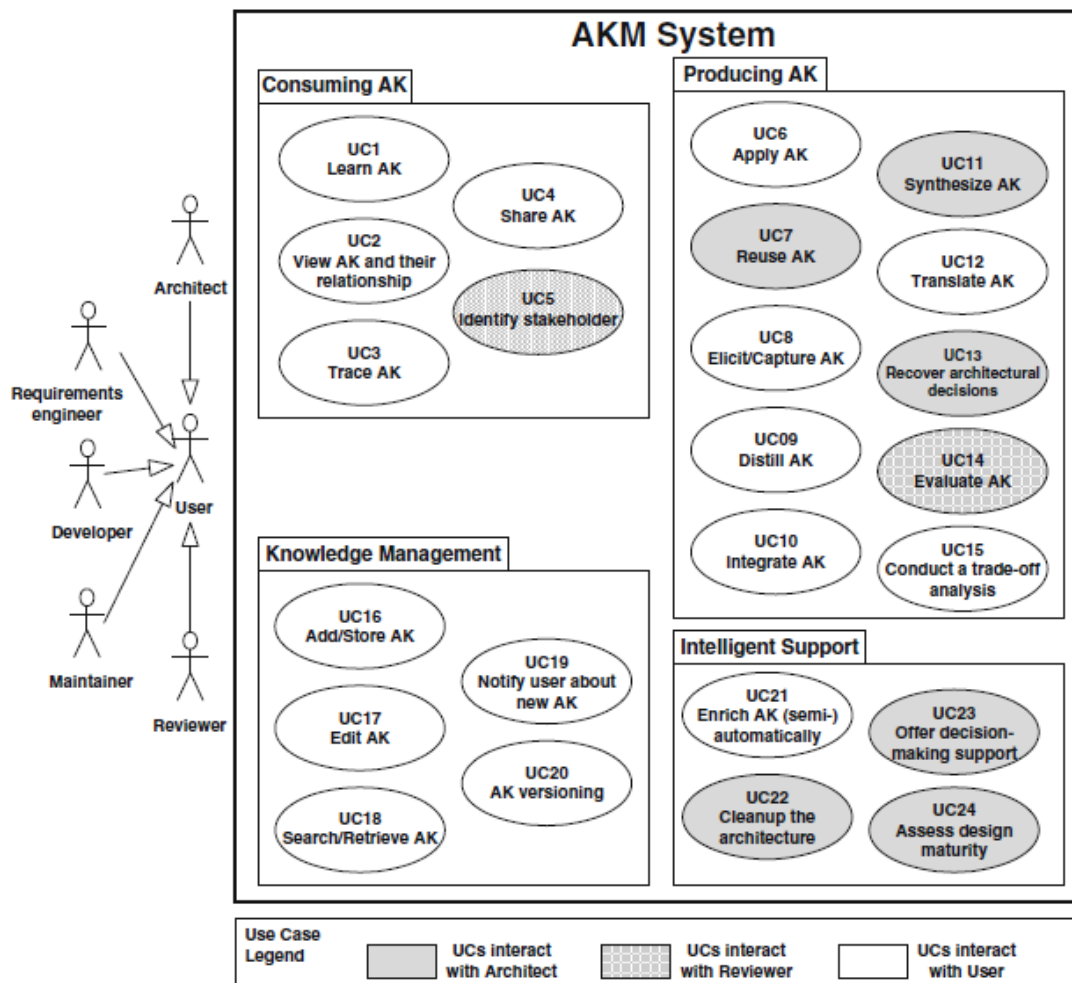 AKM System
Consuming AK
UC1
Learn AK
UC2
View AK and their
relationship
UC3
Trace AK
UC4
Share AK
UC5
Identify stakeholder
Producing AK
UC6
Apply AK
UC7
Reuse AK
UC8
Elicit/Capture AK
UC09
Distill AK
UC10
Integrate AK
UC11
Synthesize AK
UC12
Translate AK
UC13
Recover architectural
decisions
UC14
Evaluate AK
UC15
Conduct a trade-off
analysis
Architect
Requirements
engineer
Developer
User
Maintainer
Reviewer
Knowledge Management
UC16
Add/Store AK
UC17
Edit AK
UC18
Search/Retrieve AK
UC19
Notify user about
new AK
UC20
AK versioning
Intelligent Support
UC21
Enrich AK (semi-)
automatically
UC22
Cleanup the
architecture
UC23
Offer decision-
making support
UC24
Assess design
maturity
Use Case
Legend
UCs interact
with Architect
UCs interact
with Reviewer
UCs interact
with User